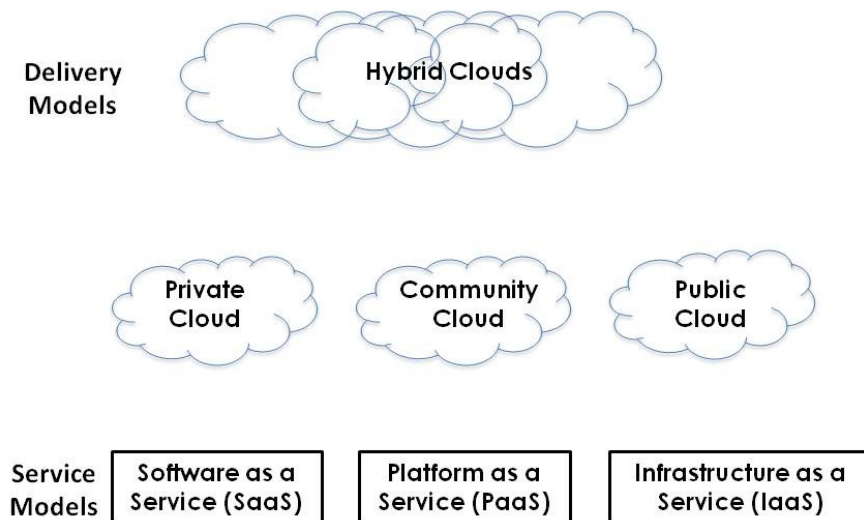 Delivery
Models
Hybrid Clouds
Private
Cloud
Community
Cloud
Public
Cloud
Service
Models
Software as a
Service (SaaS)
Platform as a
Service (PaaS)
Infrastructure as a
Service (IaaS)